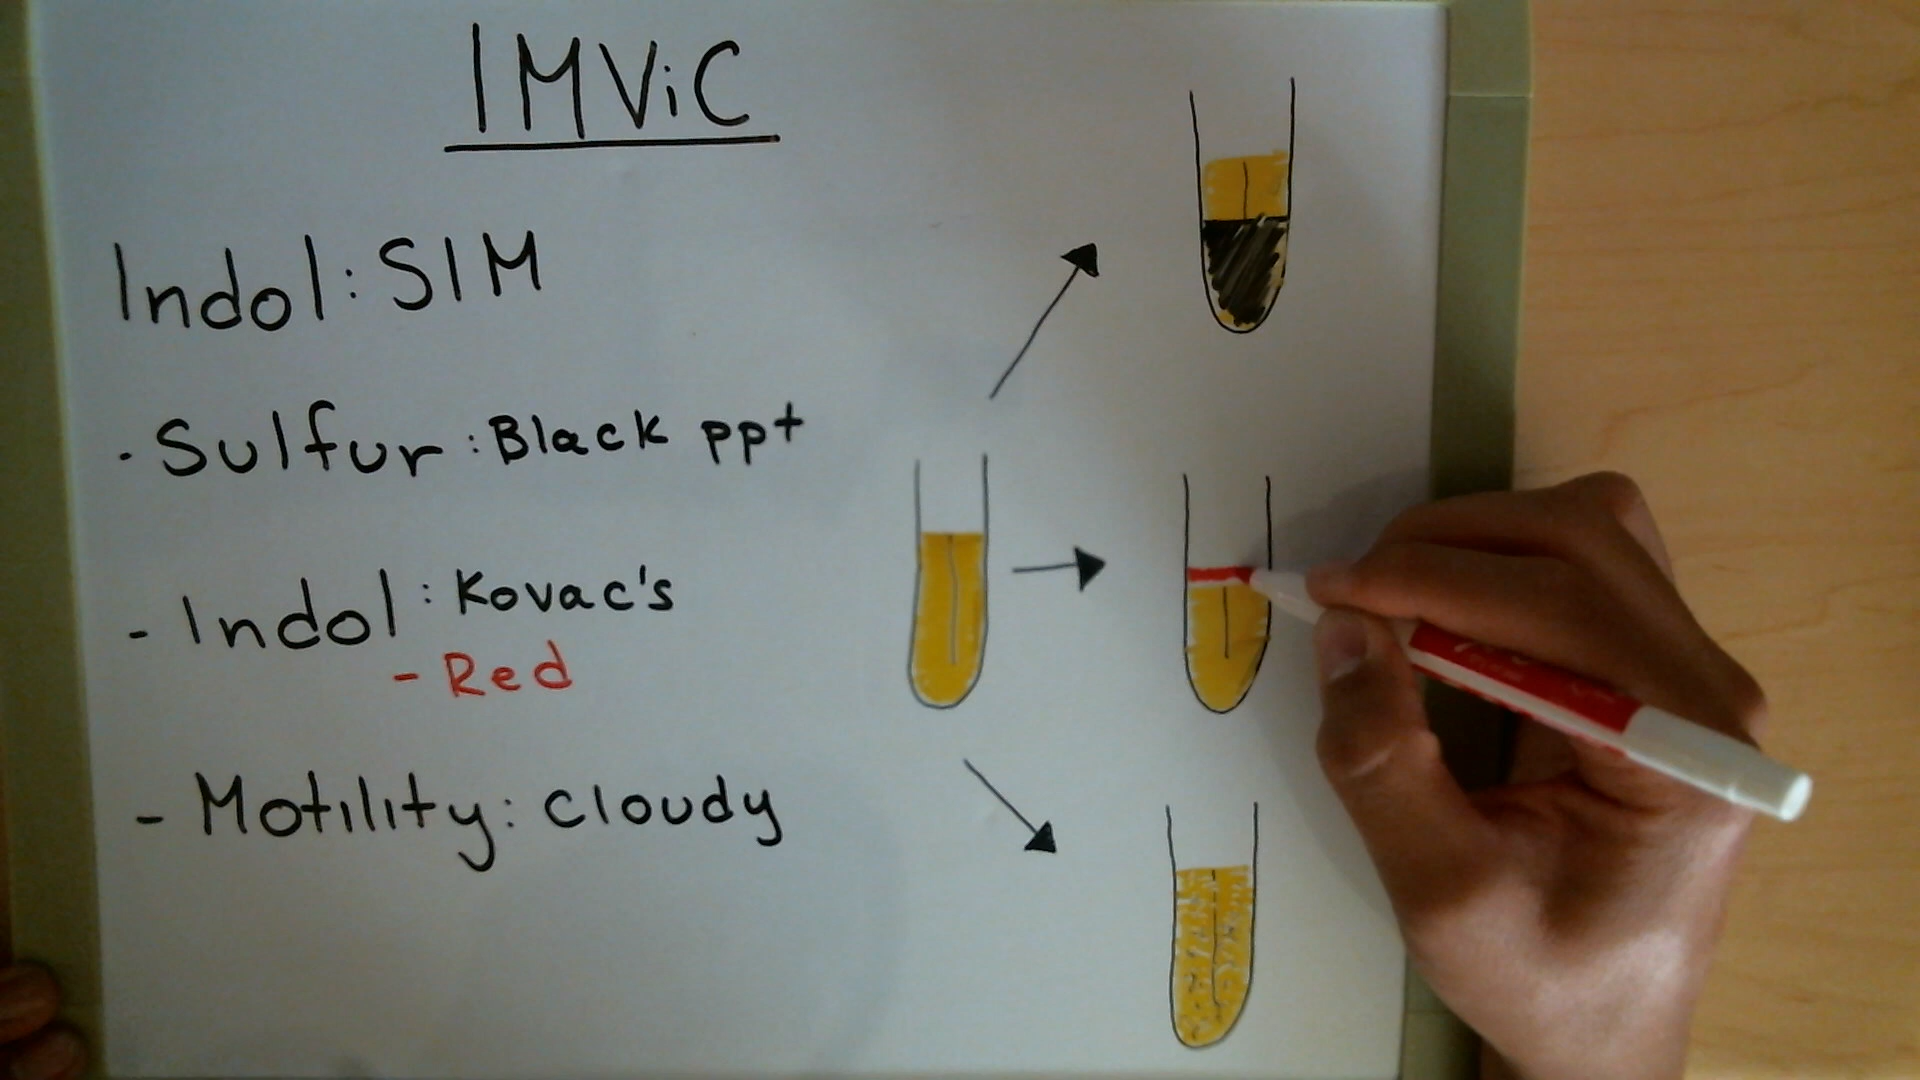 IMViC
Indol: SIM
· Sulfur: Black ppt
- Indol: Kovac's
- Red
- Motility: Cloudy